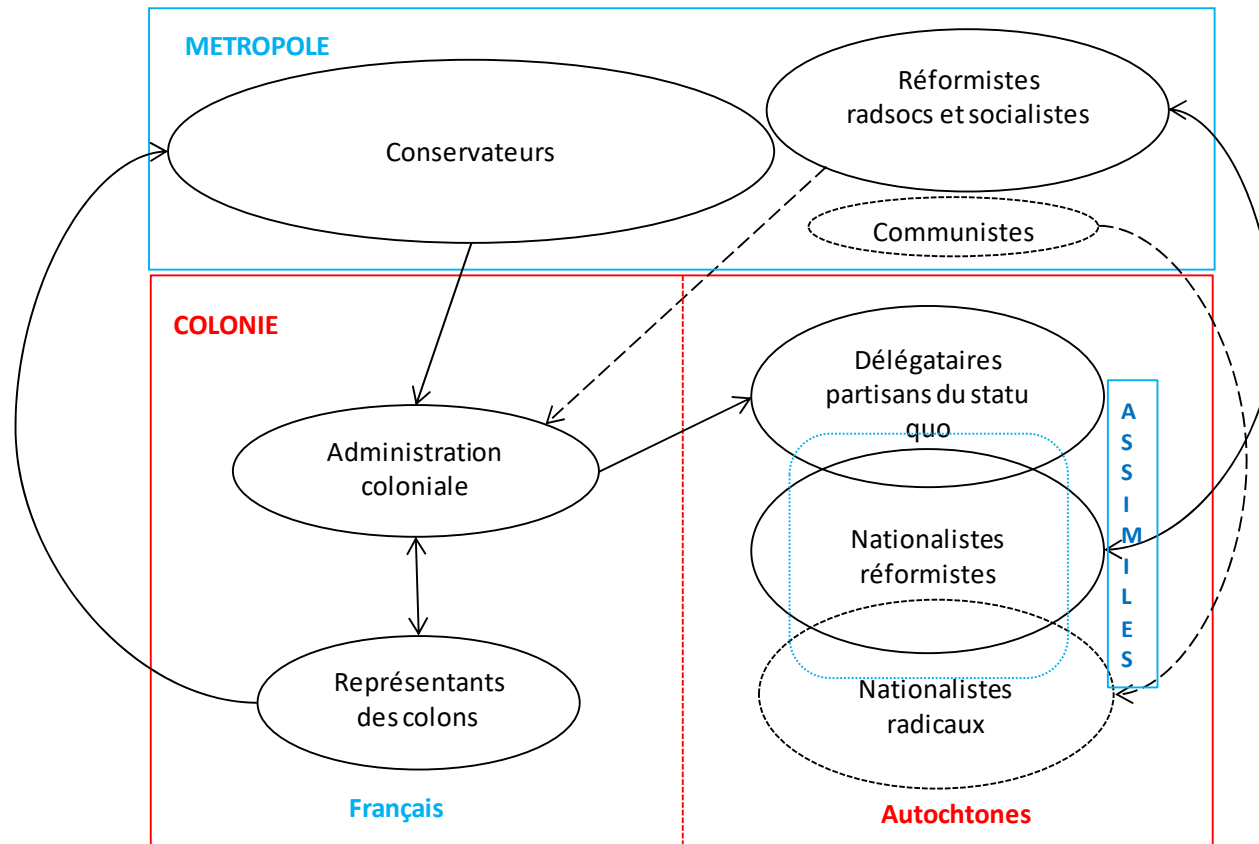 METROPOLE
Conservateurs
Réformistes
radsocs et socialistes
Communistes
COLONIE
Administration
coloniale
Représentants
des colons
Français
Délégataires
partisans du statu
quo
Nationalistes
réformistes
Nationalistes
radicaux
A
S
S
I
M
I
L
E
S
Autochtones